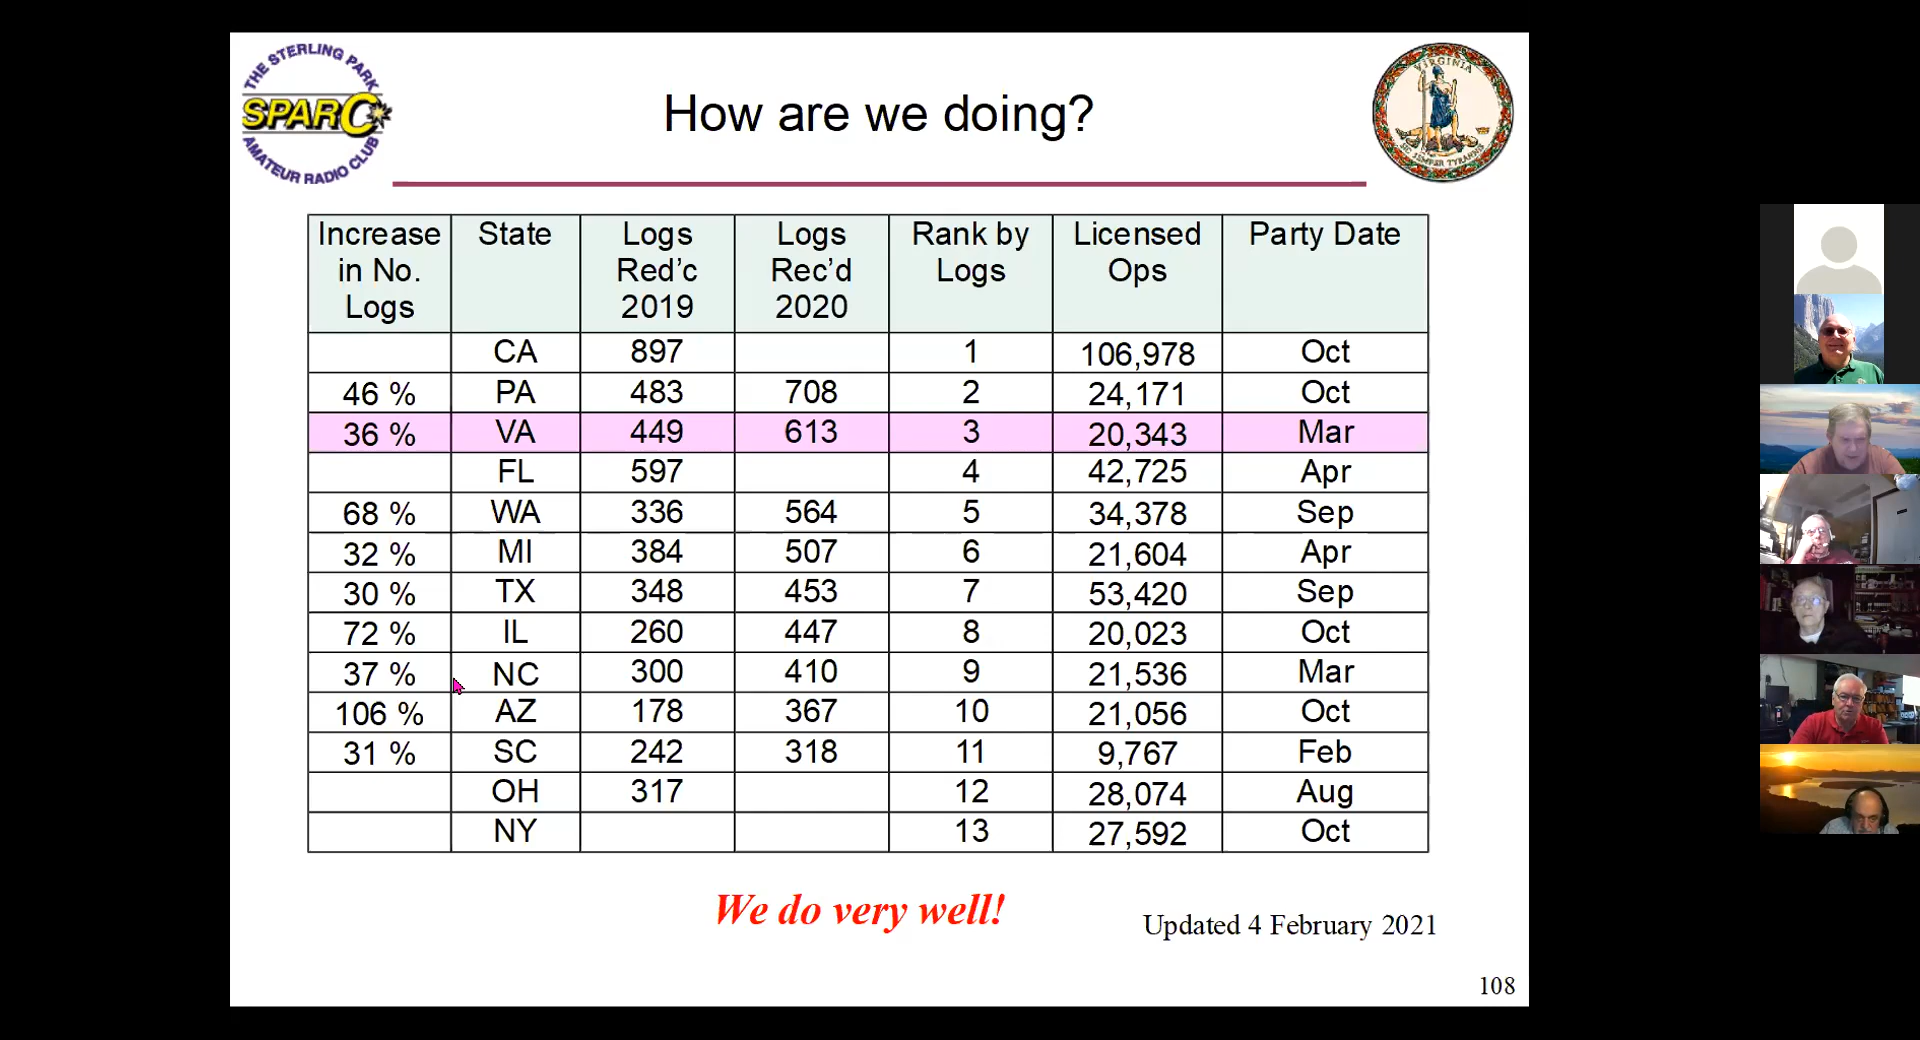 THE STERLING PARK
SPARC
AMATEUR RADIO CLUB
How are we doing?
VIRGINIA
SIC SEMPER TYRANNIS
Increase in No. Logs State Logs Red’c 2019 Logs Rec’d 2020 Rank by Logs Licensed Ops Party Date
CA 897 1 106,978 Oct
46 % PA 483 708 2 24,171 Oct
36 % VA 449 613 3 20,343 Mar
FL 597 4 42,725 Apr
68 % WA 336 564 5 34,378 Sep
32 % MI 384 507 6 21,604 Apr
30 % TX 348 453 7 53,420 Sep
72 % IL 260 447 8 20,023 Oct
37 % NC 300 410 9 21,536 Mar
106 % AZ 178 367 10 21,056 Oct
31 % SC 242 318 11 9,767 Feb
OH 317 12 28,074 Aug
NY 13 27,592 Oct
We do very well!
Updated 4 February 2021
108